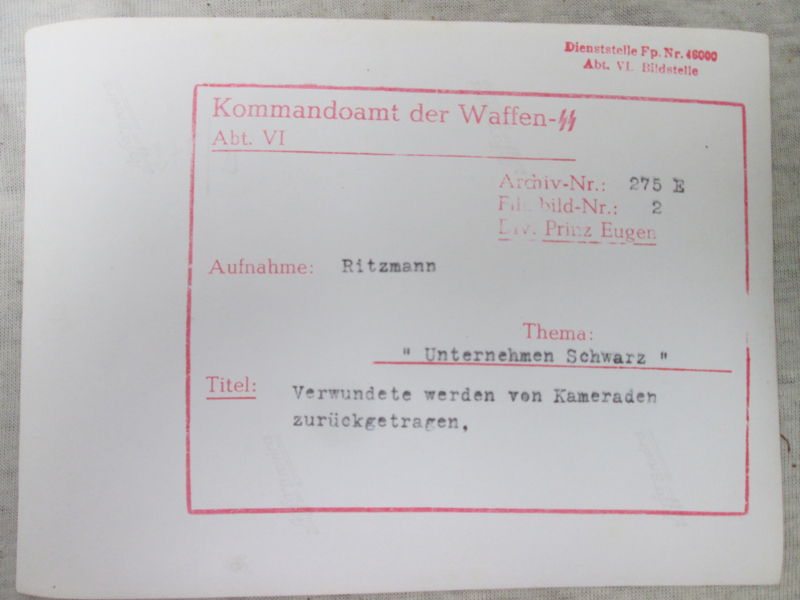 Dienststelle Fp. Nr. 46000
Abt. VI. Bildstelle
Kommandoamt der Waffen-ᛋᛋ
Abt. VI
Archiv-Nr.: 275 E
bild-Nr.: 2
Div. Prinz Eugen
Aufnahme: Ritzmann
Thema:
" Unternehmen Schwarz "
Titel: Verwundete werden von Kameraden
zurückgetragen,